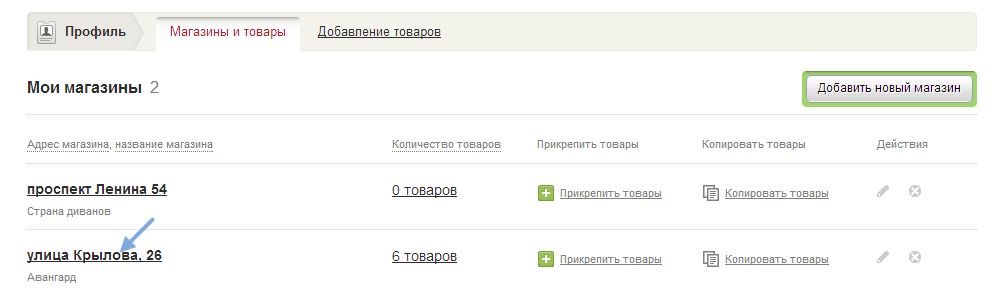 Профиль Магазины и товары Добавление товаров
Мои магазины 2 Добавить новый магазин
Адрес магазина, название магазина Количество товаров Прикрепить товары Копировать товары Действия
проспект Ленина 54 0 товаров Прикрепить товары Копировать товары
Страна диванов
улица Крылова, 26 6 товаров Прикрепить товары Копировать товары
Авангард